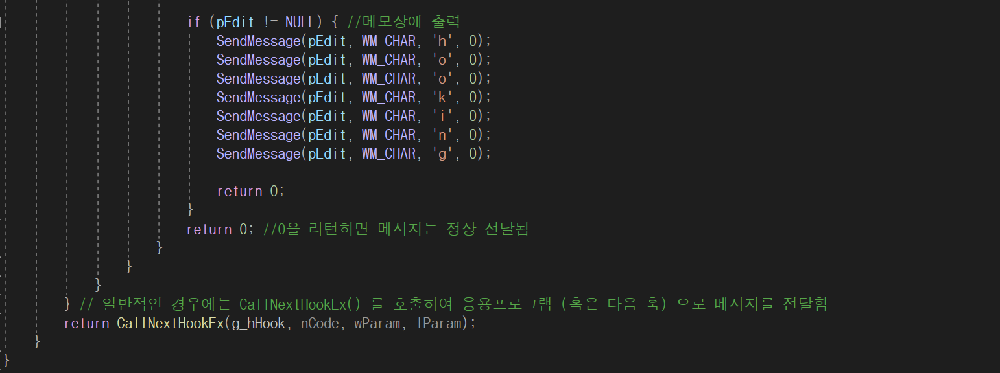 if (pEdit != NULL) { //메모장에 출력
SendMessage(pEdit, WM_CHAR, 'h', 0);
SendMessage(pEdit, WM_CHAR, 'o', 0);
SendMessage(pEdit, WM_CHAR, 'o', 0);
SendMessage(pEdit, WM_CHAR, 'k', 0);
SendMessage(pEdit, WM_CHAR, 'i', 0);
SendMessage(pEdit, WM_CHAR, 'n', 0);
SendMessage(pEdit, WM_CHAR, 'g', 0);
return 0;
}
return 0; //0을 리턴하면 메시지는 정상 전달됨
}
}
}
} // 일반적인 경우에는 CallNextHookEx() 를 호출하여 응용프로그램 (혹은 다음 훅) 으로 메시지를 전달함
return CallNextHookEx(g_hHook, nCode, wParam, lParam);
}
}